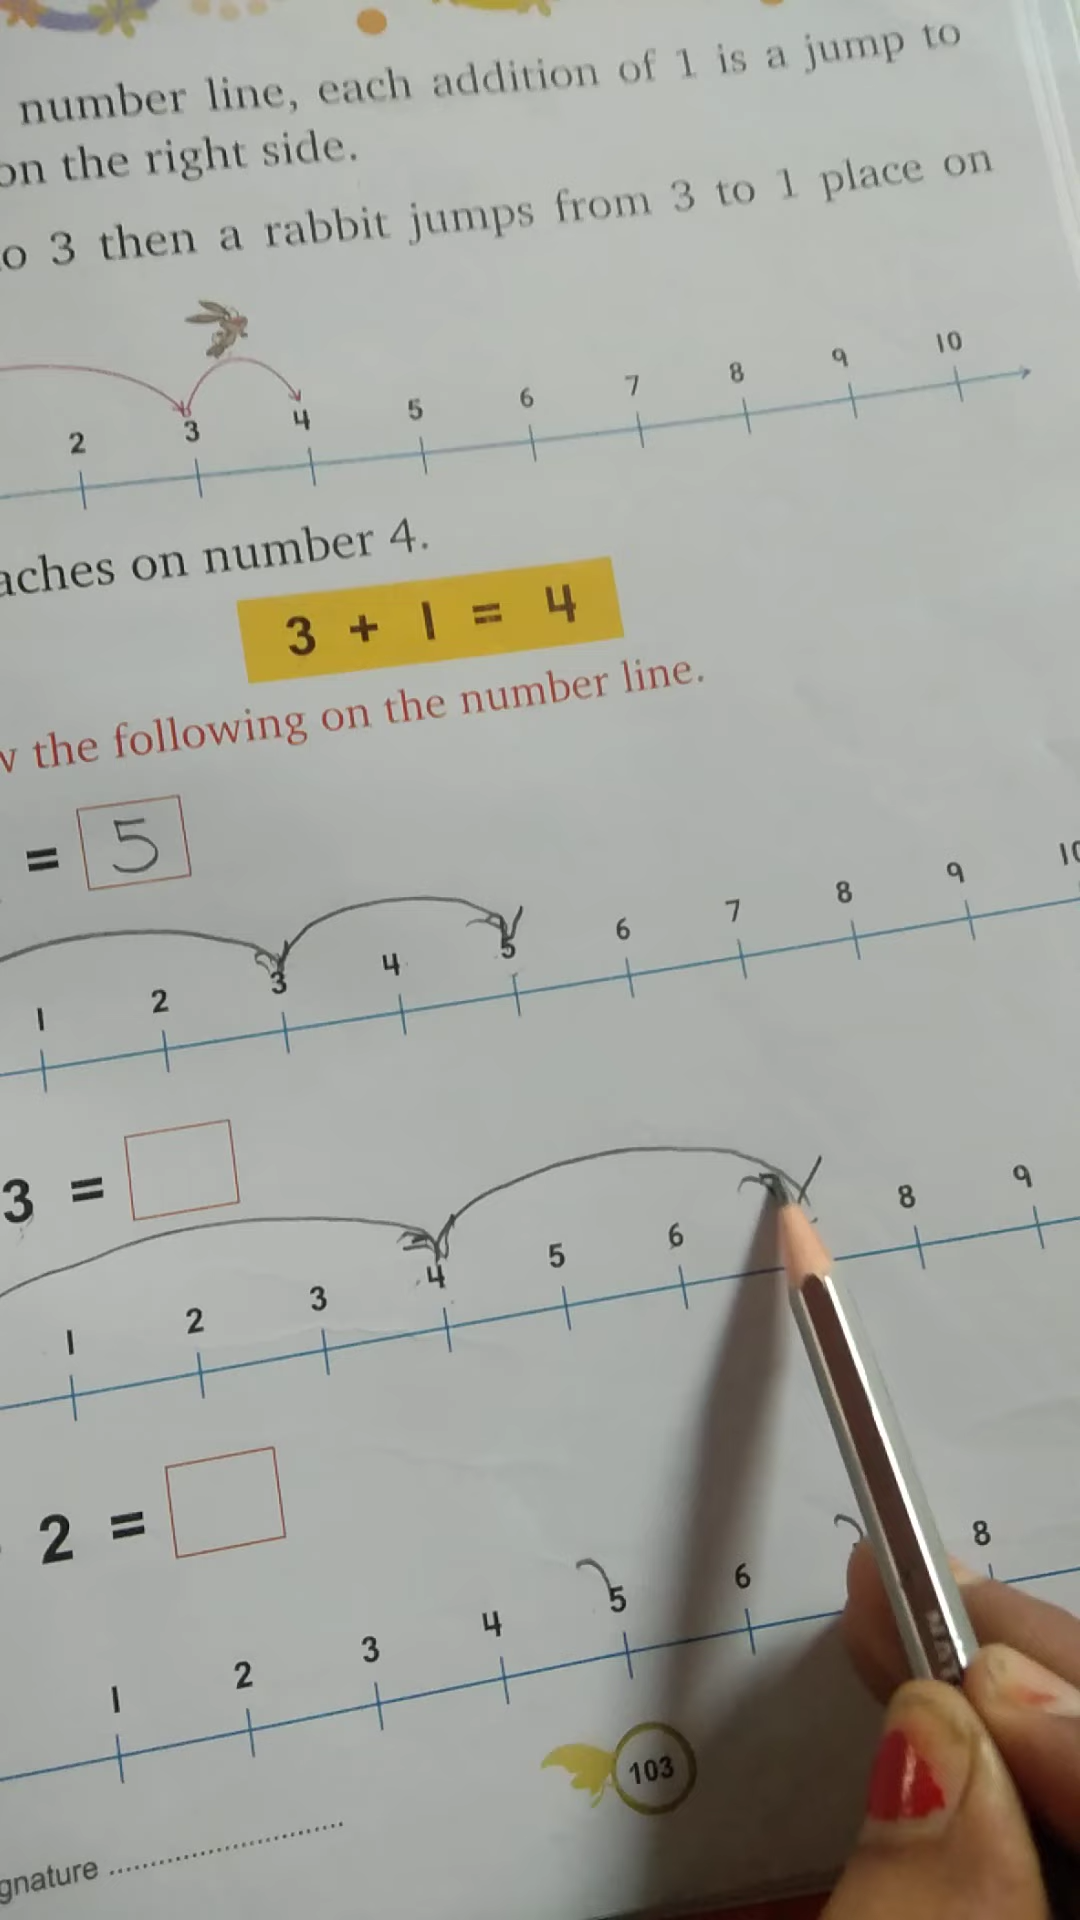 number line, each addition of 1 is a jump to
on the right side.
to 3 then a rabbit jumps from 3 to 1 place on
2 3 4 5 6 7 8 9 10
aches on number 4.
3 + 1 = 4
w the following on the number line.
= 5
1 2 3 4 5 6 7 8 9 10
3 =
1 2 3 4 5 6 8 9
2 =
1 2 3 4 5 6 8
103
gnature